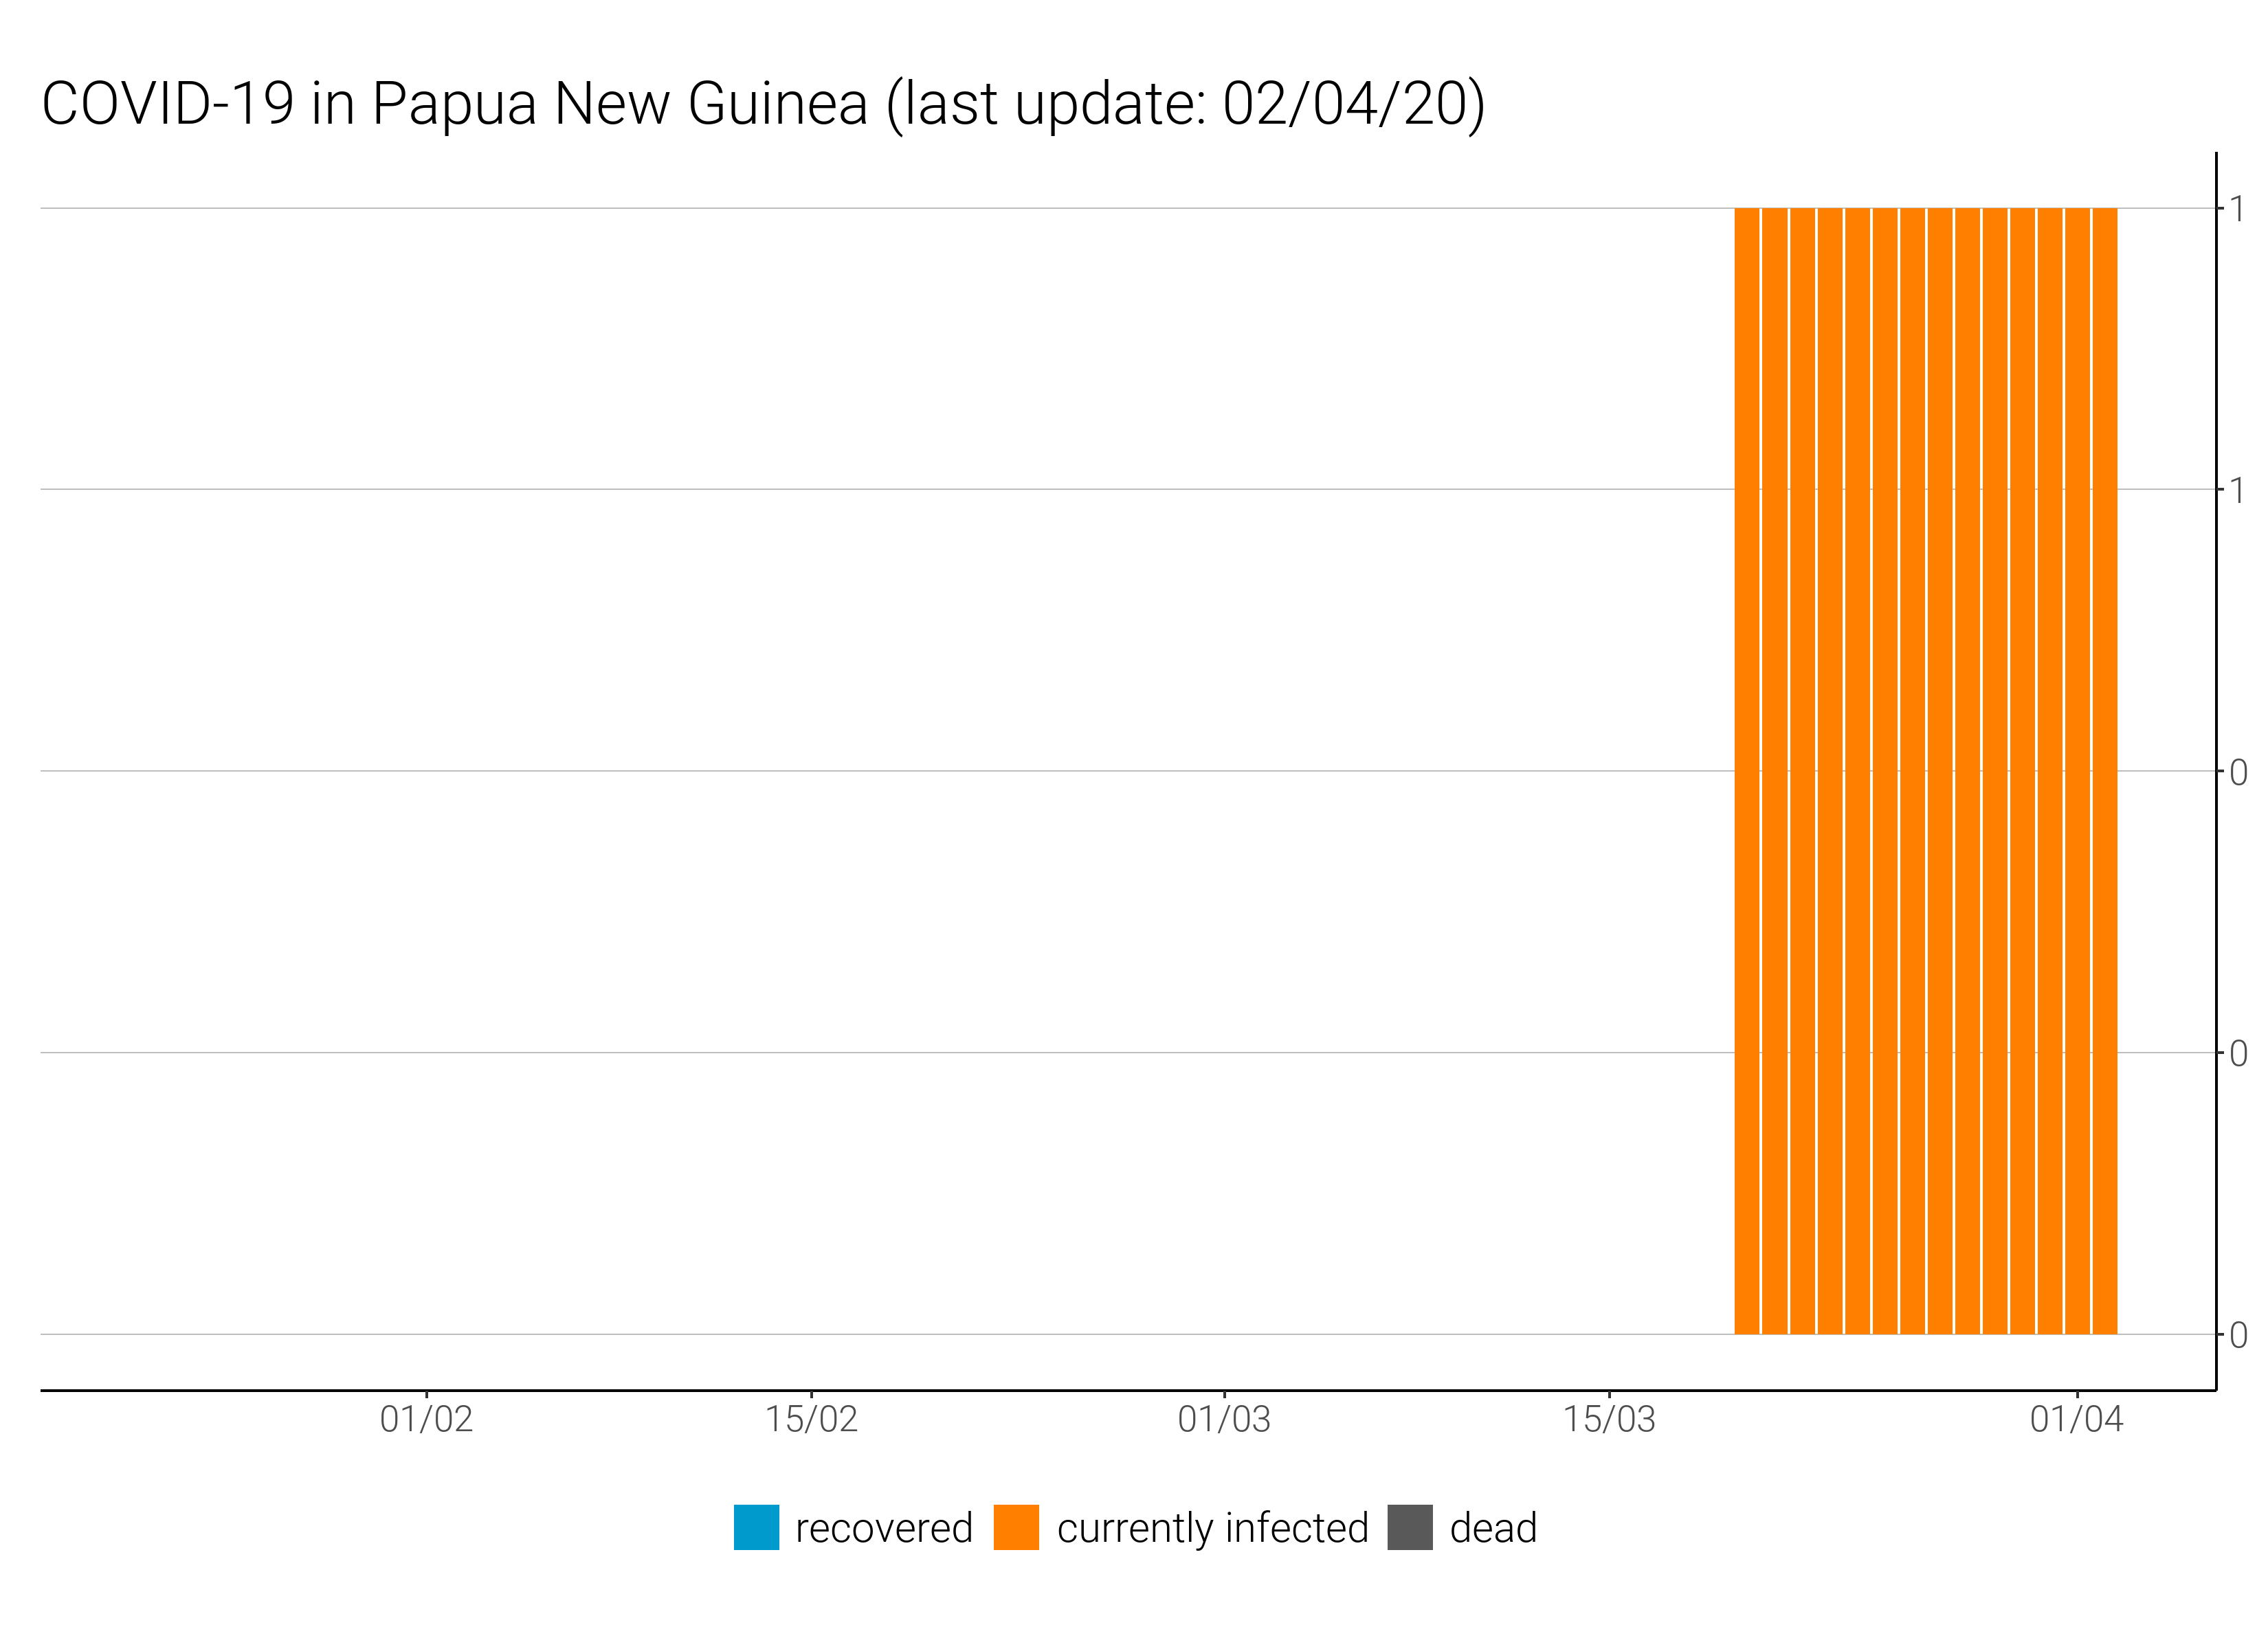 COVID-19 in Papua New Guinea (last update: 02/04/20)
1
1
0
0
0
01/02 15/02 01/03 15/03 01/04
recovered currently infected dead